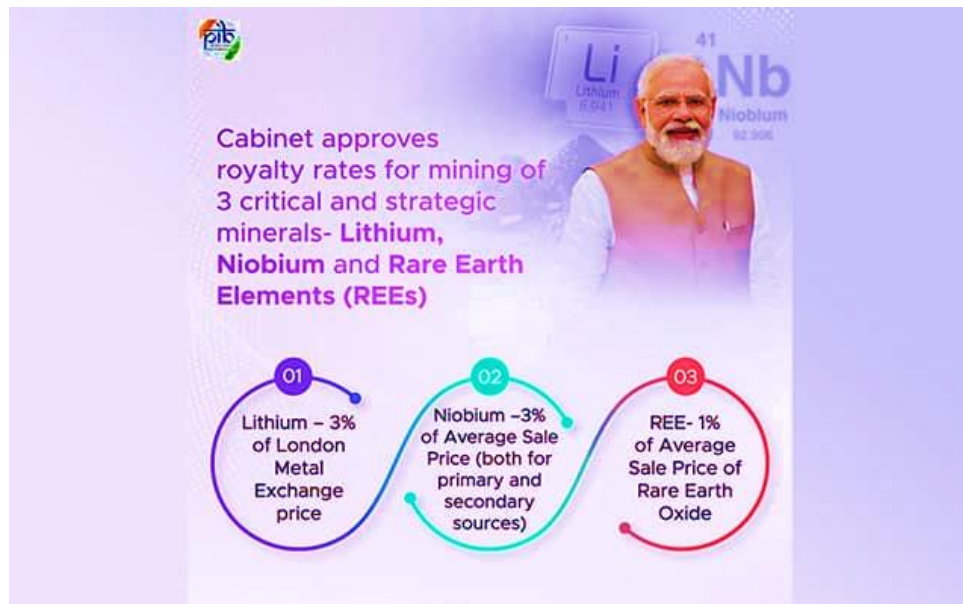 pib
Cabinet approves
royalty rates for mining of
3 critical and strategic
minerals- Lithium,
Niobium and Rare Earth
Elements (REEs)
Li
Lithium
6.941
41
Nb
Niobium
92.906
01
Lithium – 3%
of London
Metal
Exchange
price
02
Niobium –3%
of Average Sale
Price (both for
primary and
secondary
sources)
03
REE- 1%
of Average
Sale Price of
Rare Earth
Oxide